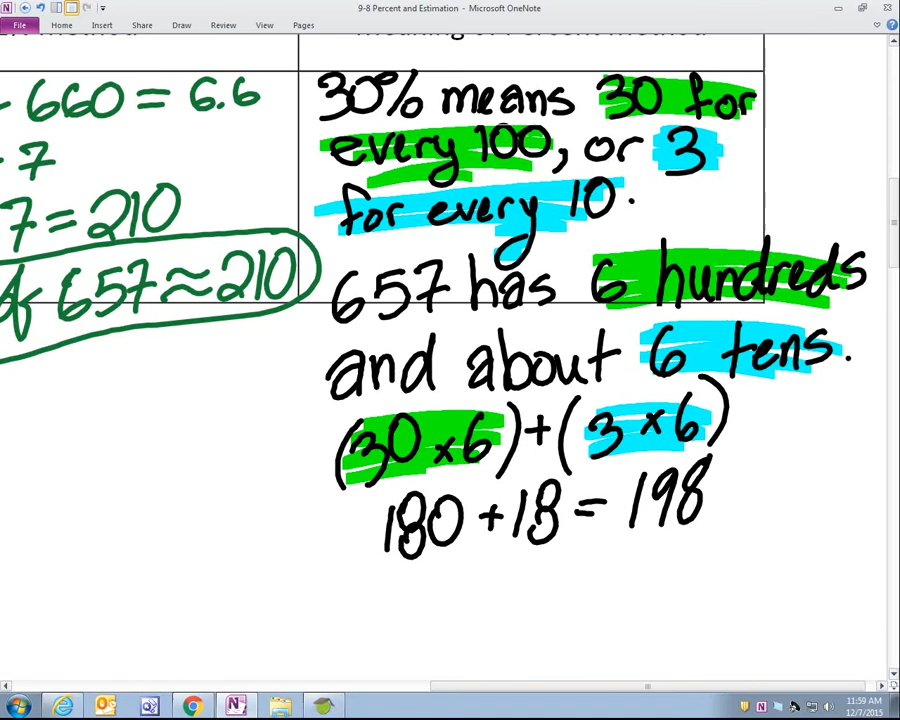 9-8 Percent and Estimation - Microsoft OneNote
File Home Insert Share Draw Review View Pages
660 = 6.6
7
7 = 210
of 657 ≈ 210
30% means 30 for
every 100, or 3
for every 10.
657 has 6 hundreds
and about 6 tens.
(30 x 6) + (3 x 6)
180 + 18 = 198
11:59 AM
12/7/2015